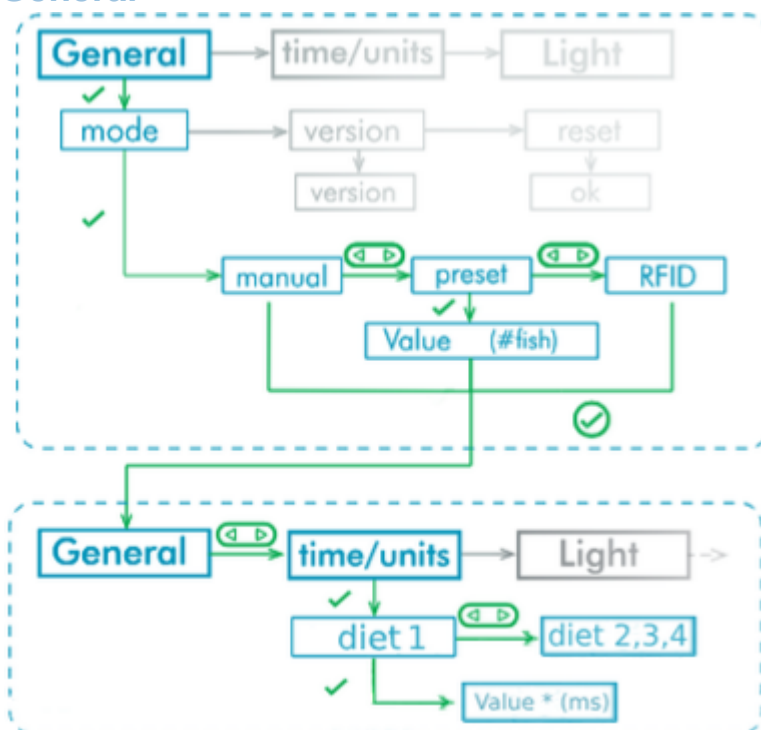 General time/units Light
mode version reset
version ok
manual preset RFID
Value (#fish)
General time/units Light
diet 1 diet 2,3,4
Value * (ms)